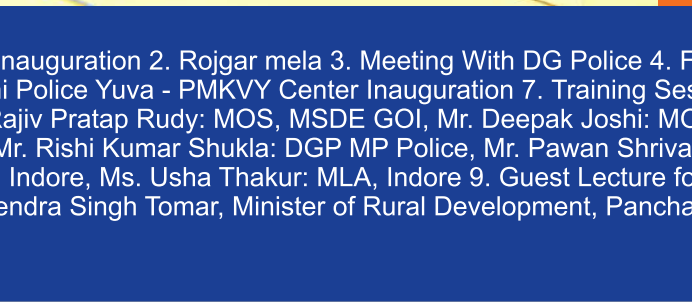 nauguration 2. Rojgar mela 3. Meeting With DG Police 4. F
i Police Yuva - PMKVY Center Inauguration 7. Training Ses
Rajiv Pratap Rudy: MOS, MSDE GOI, Mr. Deepak Joshi: MO
Mr. Rishi Kumar Shukla: DGP MP Police, Mr. Pawan Shriva
Indore, Ms. Usha Thakur: MLA, Indore 9. Guest Lecture fo
endra Singh Tomar, Minister of Rural Development, Pancha